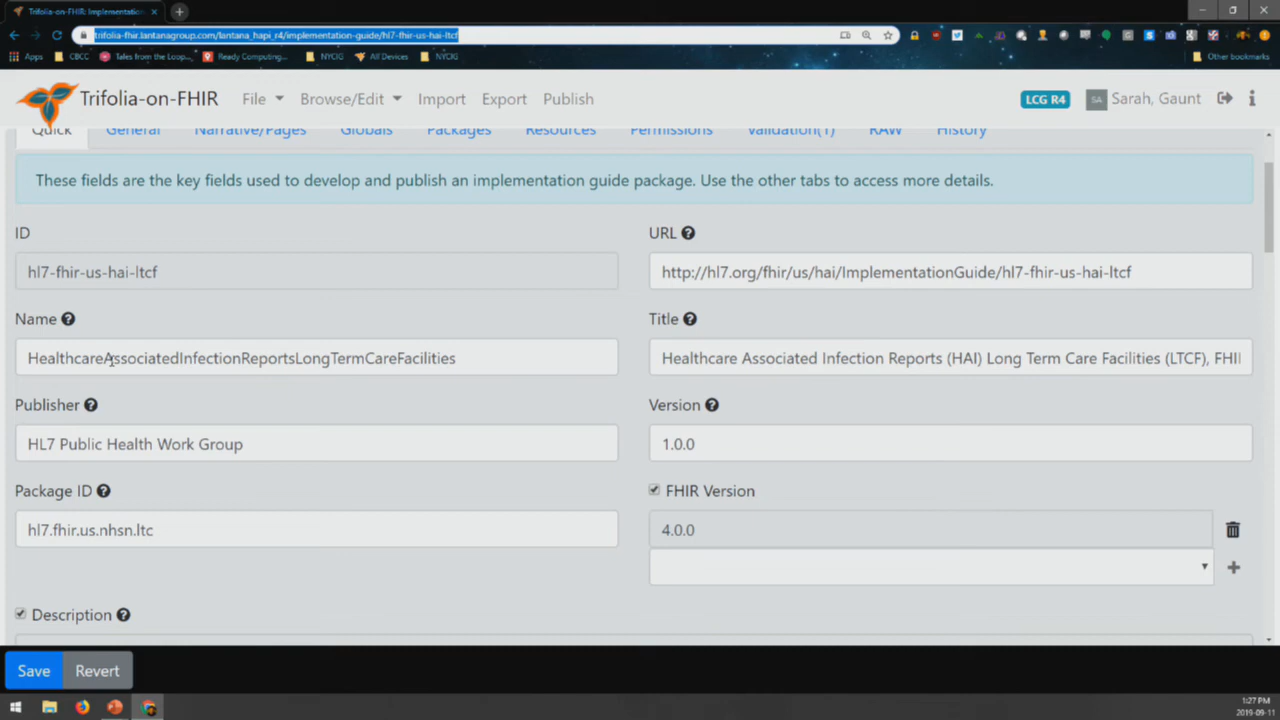 Trifolia-on-FHIR: Implementation
trifolia-fhir.lantanagroup.com/lantana_hapi_r4/implementation-guide/hl7-fhir-us-hai-ltcf
Apps CBCC Tales from the Loop... Ready Computing... NYCIG All Devices NYCIG Other bookmarks
Trifolia-on-FHIR File Browse/Edit Import Export Publish LCG R4 SA Sarah, Gaunt
Quick General Narrative/Pages Globals Packages Resources Permissions Validation(1) RAW History
These fields are the key fields used to develop and publish an implementation guide package. Use the other tabs to access more details.
ID URL
hl7-fhir-us-hai-ltcf http://hl7.org/fhir/us/hai/ImplementationGuide/hl7-fhir-us-hai-ltcf
Name Title
HealthcareAssociatedInfectionReportsLongTermCareFacilities Healthcare Associated Infection Reports (HAI) Long Term Care Facilities (LTCF), FHI
Publisher Version
HL7 Public Health Work Group 1.0.0
Package ID FHIR Version
hl7.fhir.us.nhsn.ltc 4.0.0
Description
Save Revert
1:27 PM
2019-09-11